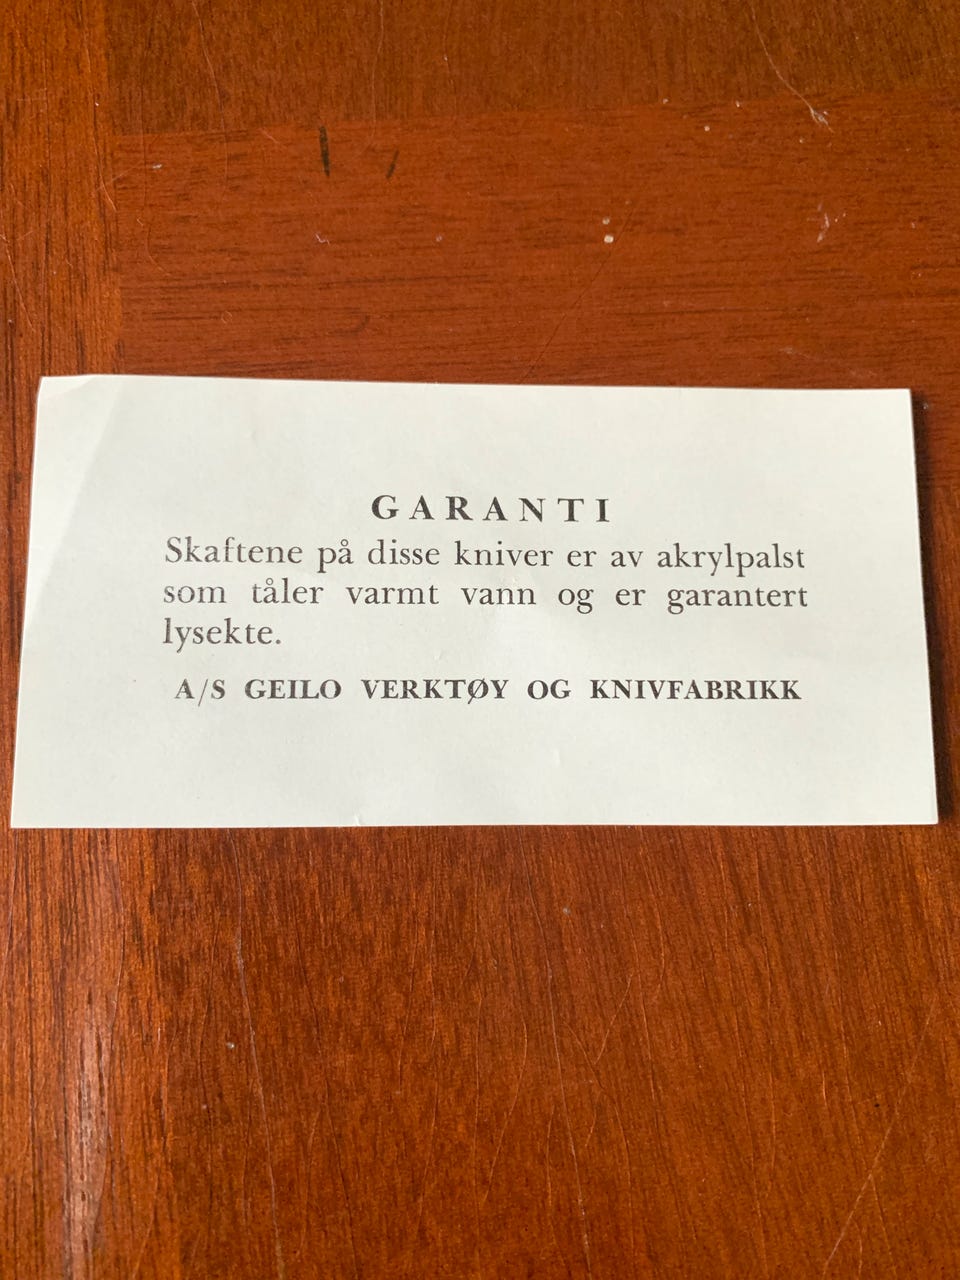 GARANTI
Skaftene på disse kniver er av akrylpalst
som tåler varmt vann og er garantert
lysekte.
A/S GEILO VERKTØY OG KNIVFABRIKK